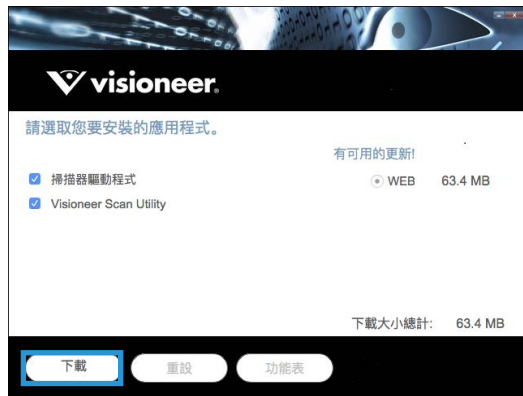 visioneer®
請選取您要安裝的應用程式。
有可用的更新!
掃描器驅動程式 WEB 63.4 MB
Visioneer Scan Utility
下載大小總計: 63.4 MB
下載 重設 功能表